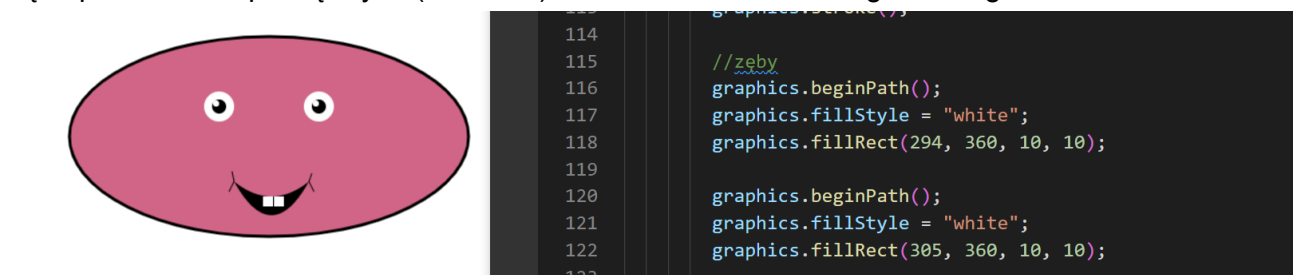 114
115 //zęby
116 graphics.beginPath();
117 graphics.fillStyle = "white";
118 graphics.fillRect(294, 360, 10, 10);
119
120 graphics.beginPath();
121 graphics.fillStyle = "white";
122 graphics.fillRect(305, 360, 10, 10);